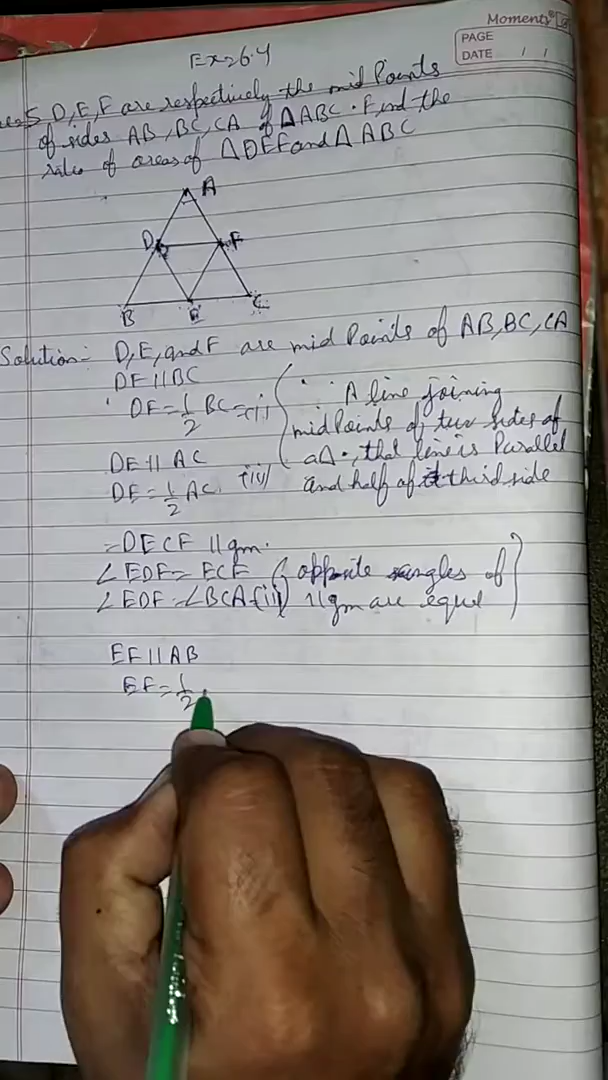 Moments
PAGE
DATE / /
Ex 6.4
5 D, E, F are respectively the mid Points
of sides AB, BC, CA of ΔABC. Find the
ratio of areas of ΔDEF and Δ ABC
A
D F
B E C
Solution:- D, E, and F are mid Points of AB, BC, CA
DF || BC
DF = 1/2 BC =(i) ( ∵ A line joining
midPoints of two sides of
a Δ, that line is Parallel
and half of third side
DE || AC
DE = 1/2 AC.
= DECF ||gm.
∠EDF = ECF ( opposite angles of
∠EDF = ∠BCA (ii) ||gm are equal )
EF || AB
EF = 1/2